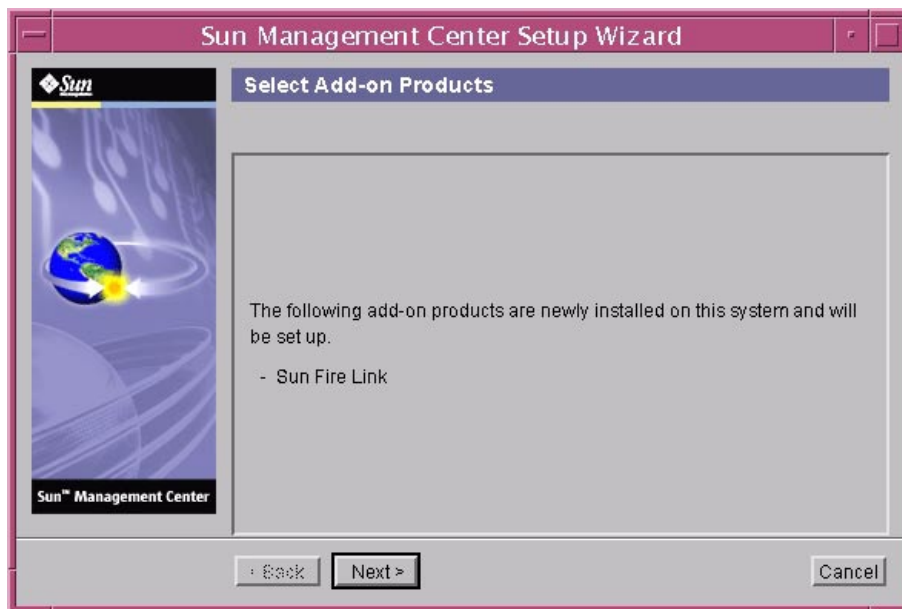 Sun Management Center Setup Wizard
Sun
Select Add-on Products
The following add-on products are newly installed on this system and will
be set up.
- Sun Fire Link
Sun™ Management Center
< Back
Next >
Cancel